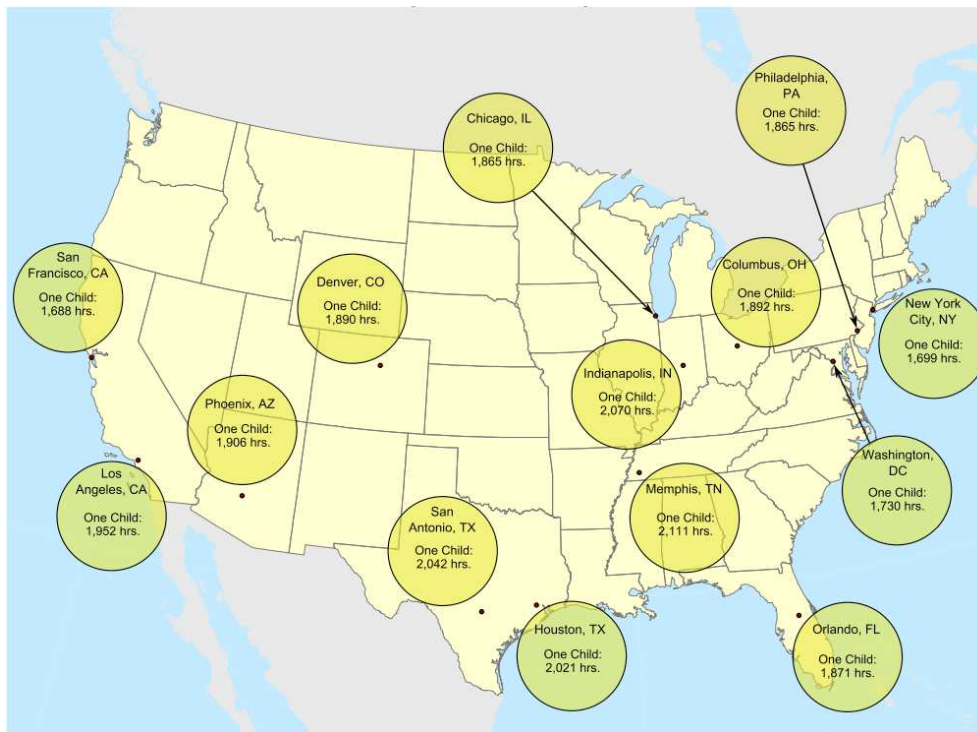 Philadelphia,
PA
One Child:
1,865 hrs.
Chicago, IL
One Child:
1,865 hrs.
San
Francisco, CA
One Child:
1,688 hrs.
Denver, CO
One Child:
1,890 hrs.
Columbus, OH
One Child:
1,892 hrs.
New York
City, NY
One Child:
1,699 hrs.
Indianapolis, IN
One Child:
2,070 hrs.
Phoenix, AZ
One Child:
1,906 hrs.
Los
Angeles, CA
One Child:
1,952 hrs.
San
Antonio, TX
One Child:
2,042 hrs.
Memphis, TN
One Child:
2,111 hrs.
Washington,
DC
One Child:
1,730 hrs.
Houston, TX
One Child:
2,021 hrs.
Orlando, FL
One Child:
1,871 hrs.